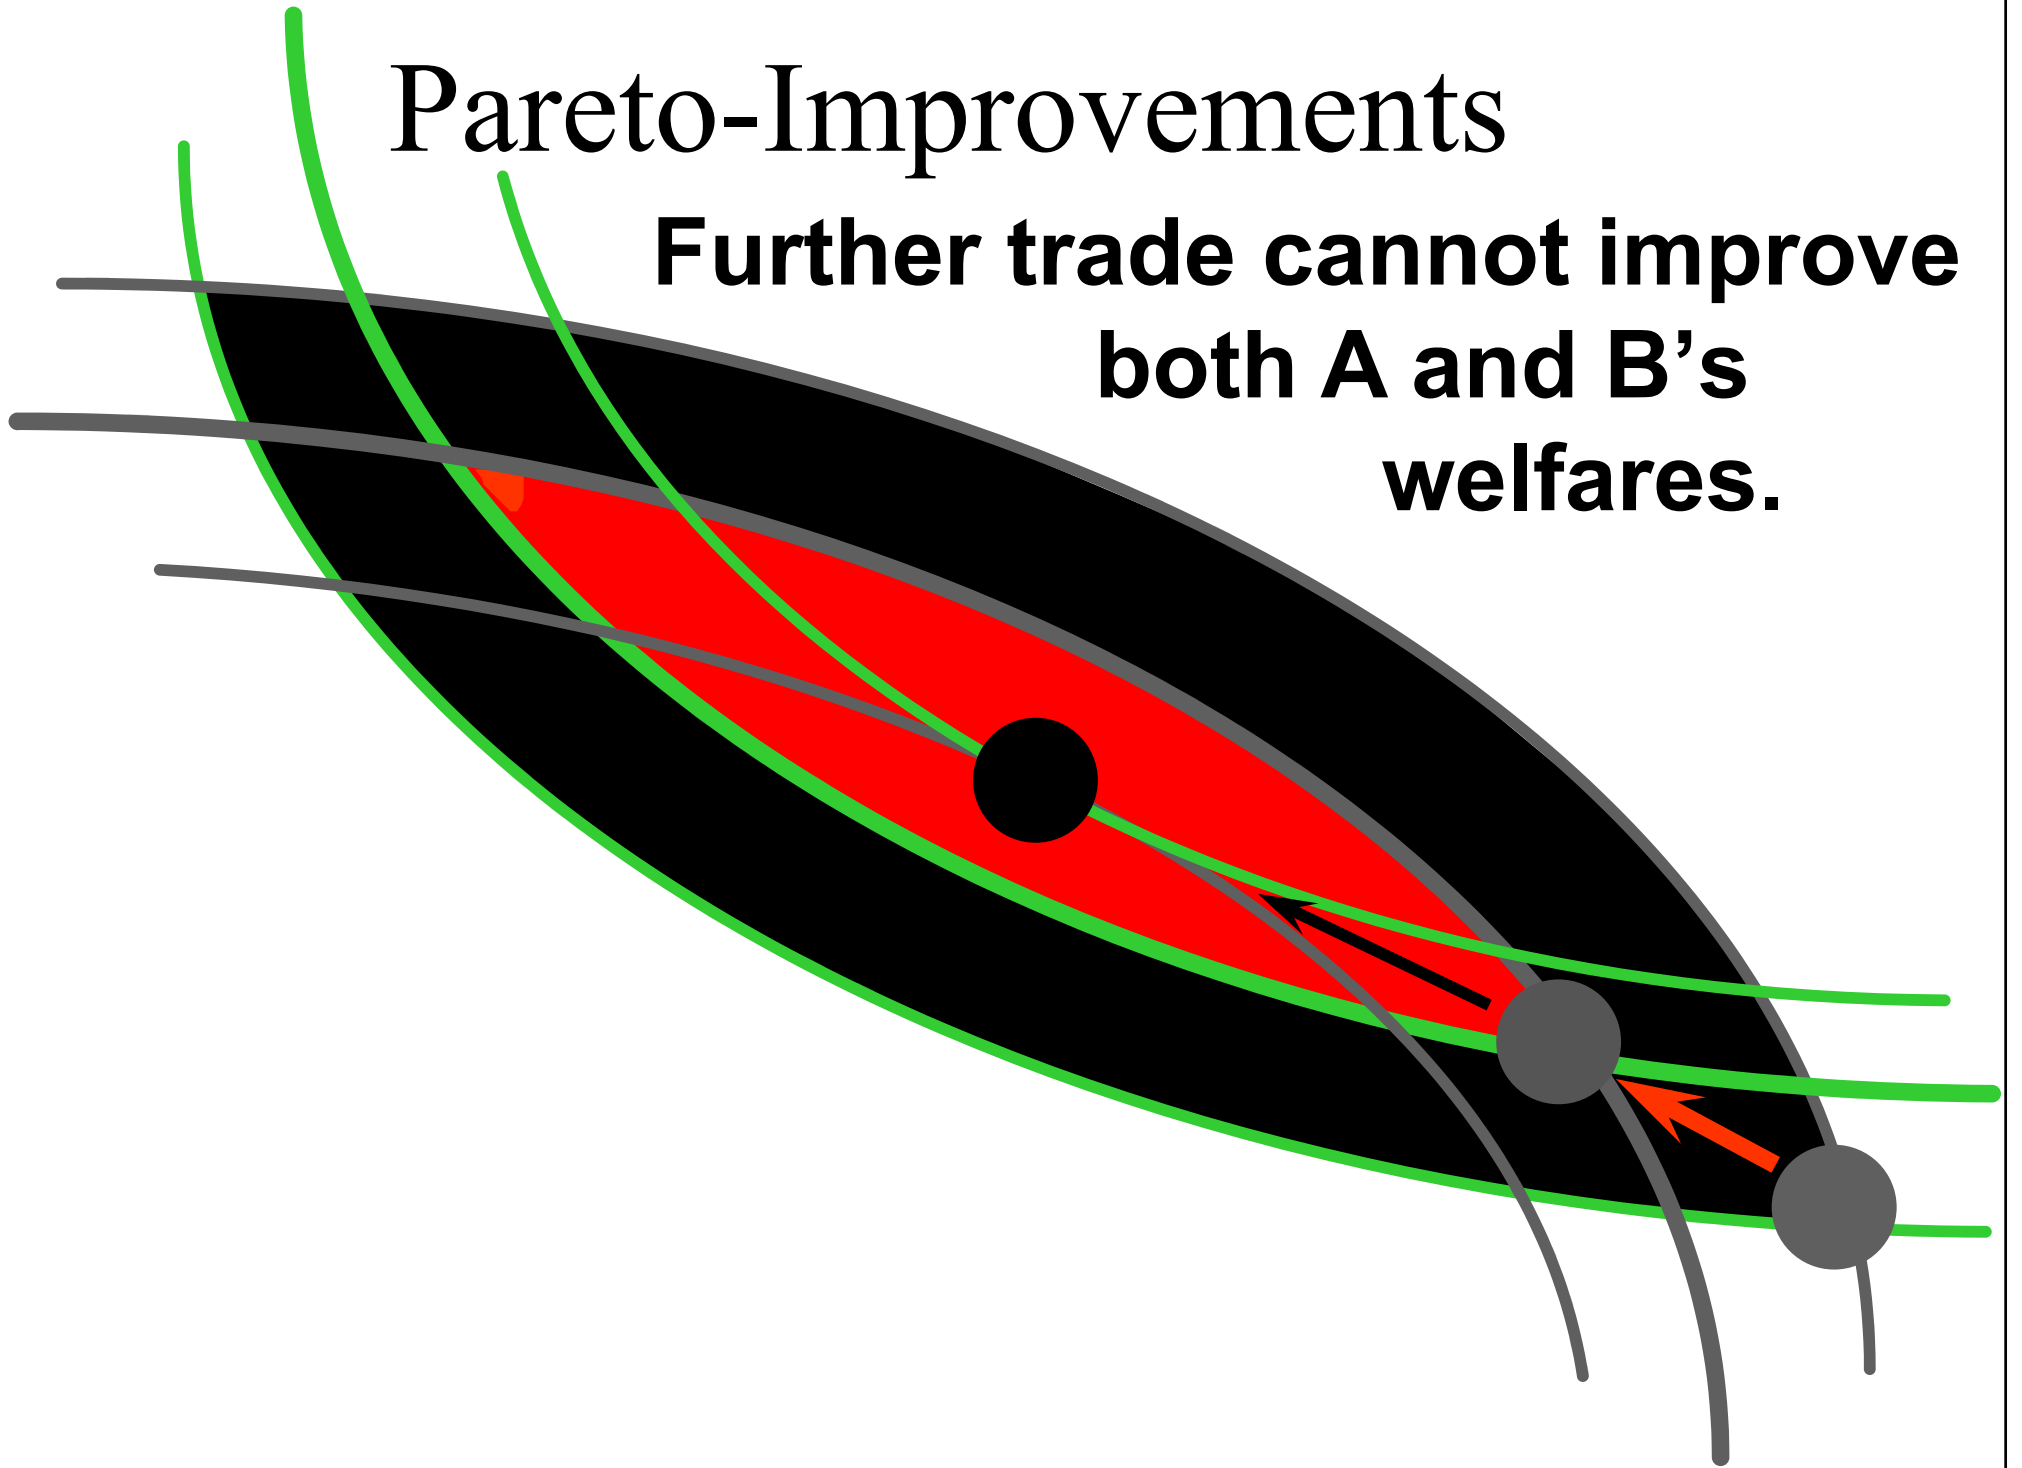 Pareto-Improvements
Further trade cannot improve
both A and B’s
welfares.